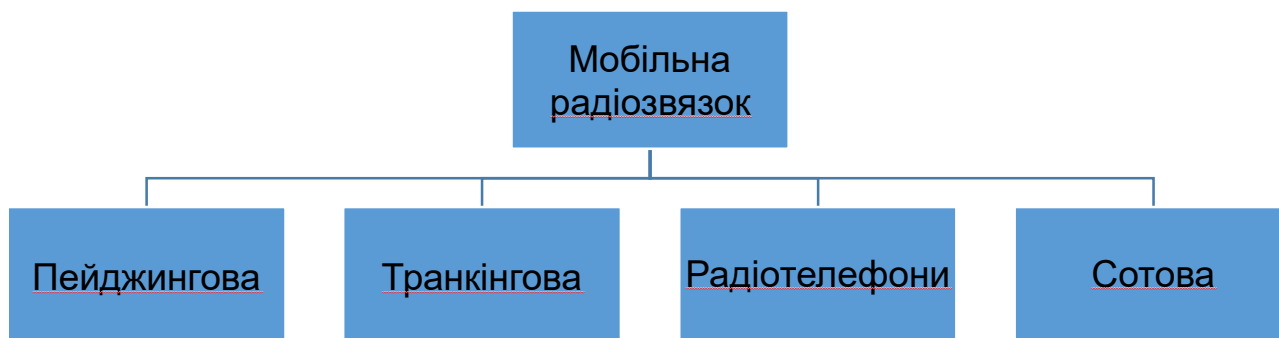 Мобільна
радіозвязок
Пейджингова
Транкінгова
Радіотелефони
Сотова